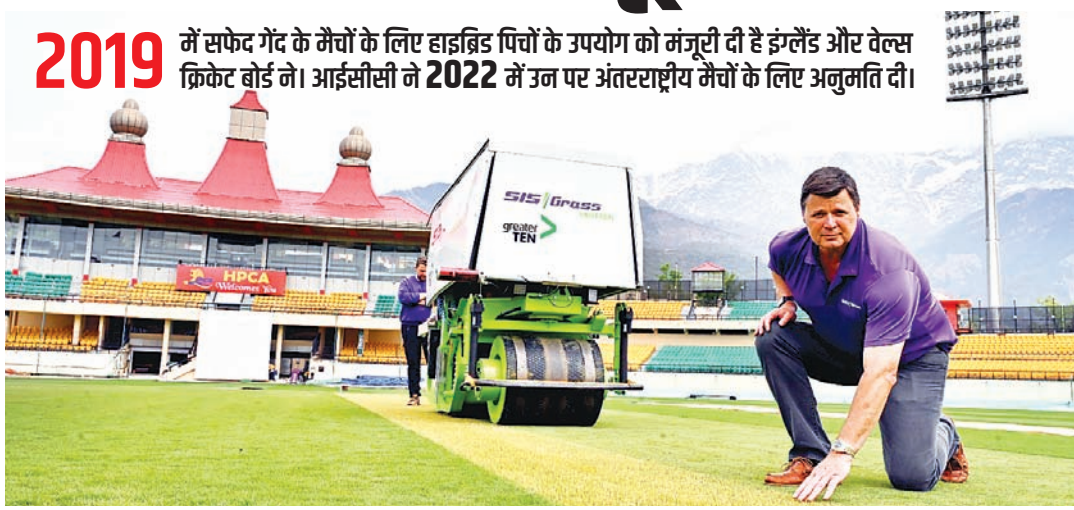 2019 में सफेद गेंद के मैचों के लिए हाइब्रिड पिचों के उपयोग को मंजूरी दी है इंग्लैंड और वेल्स
क्रिकेट बोर्ड ने। आईसीसी ने 2022 में उन पर अंतरराष्ट्रीय मैचों के लिए अनुमति दी।
SIS Grass
greater
TEN
HPCA
Welcomes You